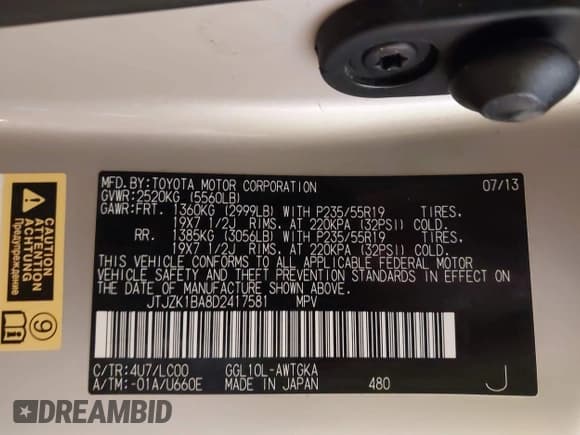 MFD.BY:TOYOTA MOTOR CORPORATION 07/13
GVWR:2520KG (5560LB)
GAWR:FRT. 1360KG (2999LB) WITH P235/55R19 TIRES.
19X7 1/2J RIMS. AT 220KPA (32PSI) COLD.
RR. 1385KG (3056LB) WITH P235/55R19 TIRES.
19X7 1/2J RIMS. AT 220KPA (32PSI) COLD.
THIS VEHICLE CONFORMS TO ALL APPLICABLE FEDERAL MOTOR
VEHICLE SAFETY AND THEFT PREVENTION STANDARDS IN EFFECT ON
THE DATE OF MANUFACTURE SHOWN ABOVE.
JTJZK1BA8D2417581 MPV
C/TR:4U7/LC00 GGL10L-AWTGKA
A/TM:-01A/U660E MADE IN JAPAN 480 J
CAUTION
ATTENTION
ACHTUNG
Предупреждение
9
DREAMBID